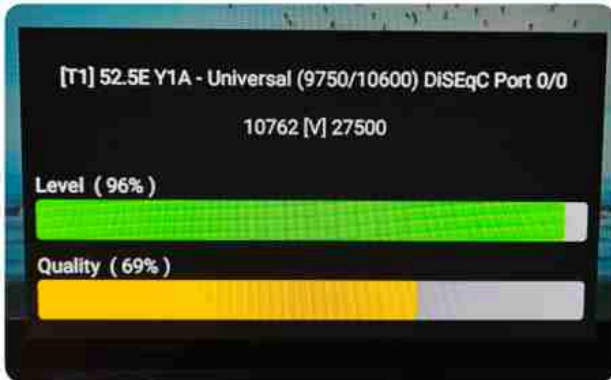 [T1] 52.5E Y1A - Universal (9750/10600) DiSEqC Port 0/0
10762 [V] 27500
Level ( 96% )
Quality ( 69% )